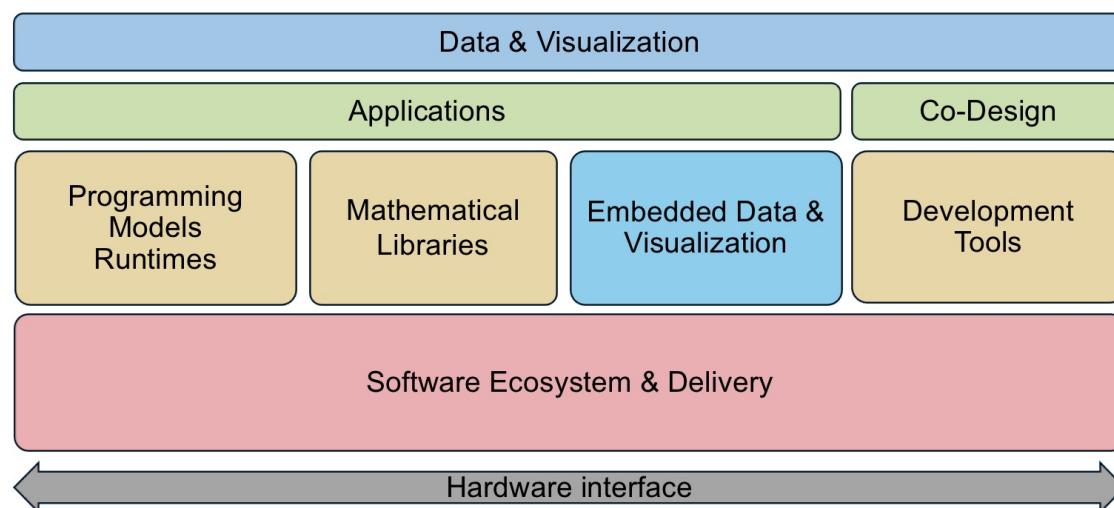 Data & Visualization
Applications
Co-Design
Programming
Models
Runtimes
Mathematical
Libraries
Embedded Data &
Visualization
Development
Tools
Software Ecosystem & Delivery
Hardware interface